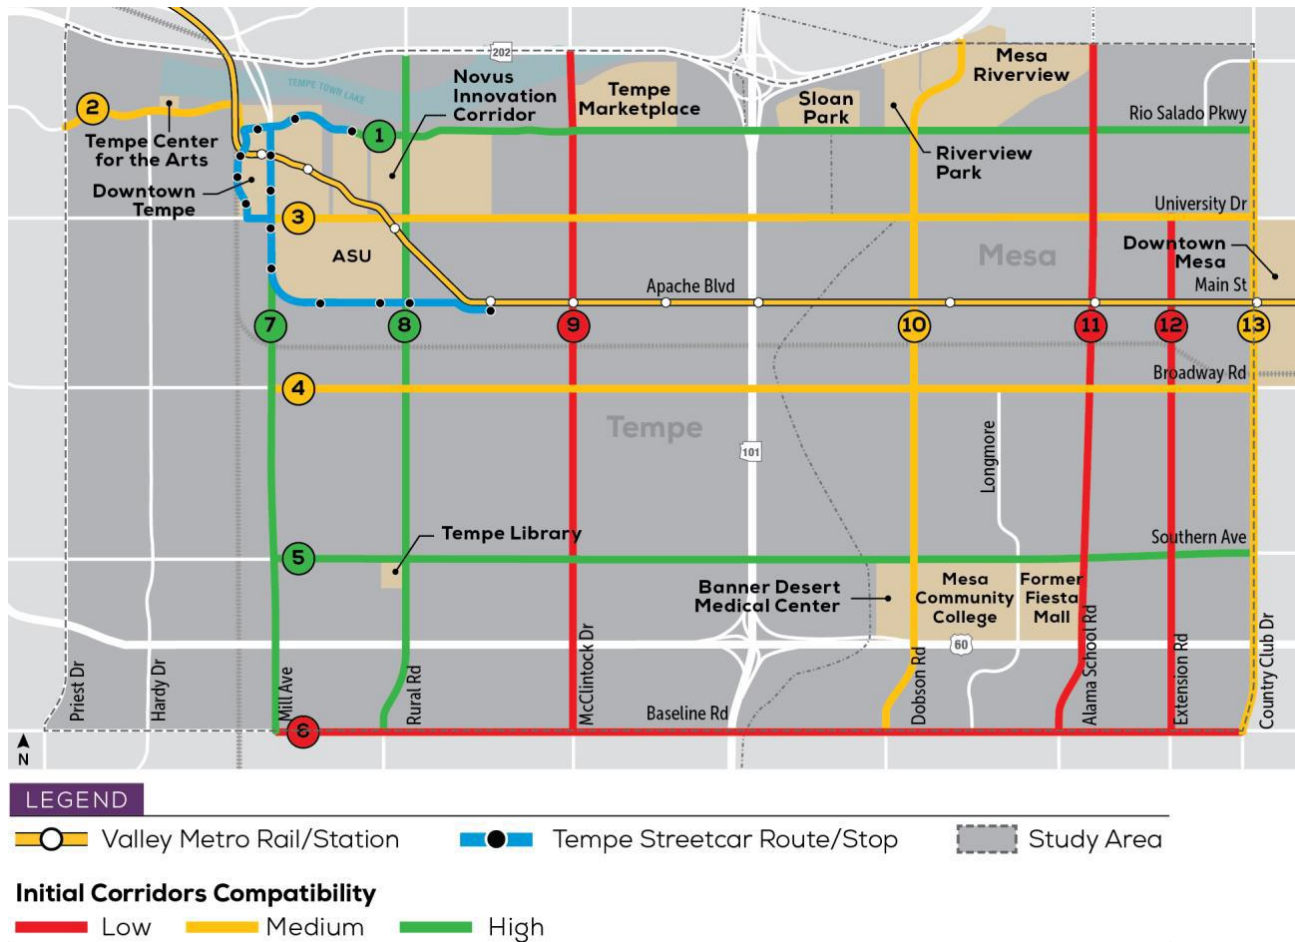 202
TEMPE TOWN LAKE
Novus
Innovation
Corridor
Tempe
Marketplace
Sloan
Park
Mesa
Riverview
Rio Salado Pkwy
2
Tempe Center
for the Arts
1
Riverview
Park
Downtown
Tempe
3
University Dr
ASU
Mesa
Downtown
Mesa
Apache Blvd
Main St
7
8
9
10
11
12
13
4
Broadway Rd
Tempe
101
Longmore
Tempe Library
5
Southern Ave
Banner Desert
Medical Center
Mesa
Community
College
Former
Fiesta
Mall
60
Priest Dr
Hardy Dr
Mill Ave
Rural Rd
McClintock Dr
Baseline Rd
Dobson Rd
Alama School Rd
Extension Rd
Country Club Dr
6
N
LEGEND
Valley Metro Rail/Station
Tempe Streetcar Route/Stop
Study Area
Initial Corridors Compatibility
Low
Medium
High